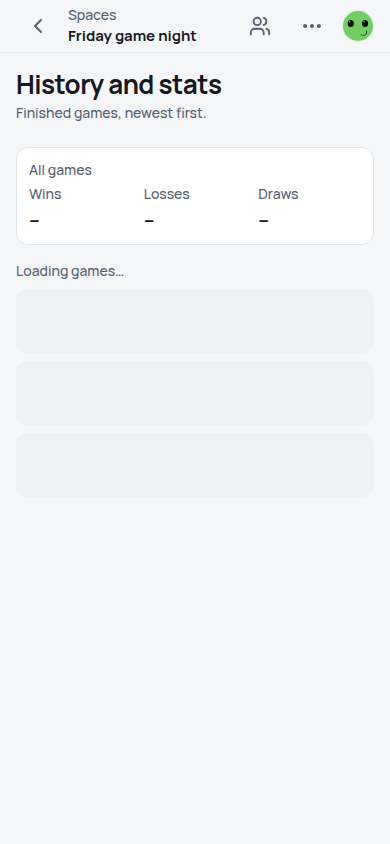 Spaces
Friday game night
History and stats
Finished games, newest first.
All games
Wins Losses Draws
– – –
Loading games…